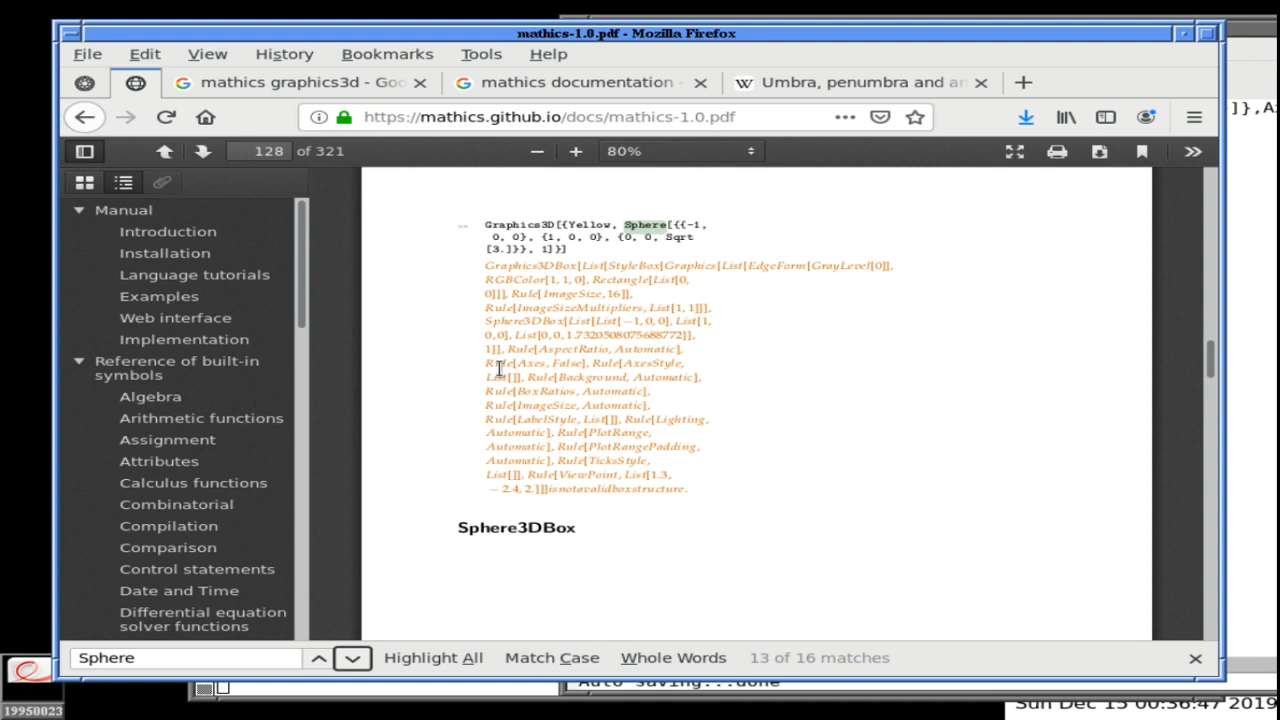 mathics-1.0.pdf - Mozilla Firefox
File Edit View History Bookmarks Tools Help
mathics graphics3d - Goo
mathics documentation -
Umbra, penumbra and an
https://mathics.github.io/docs/mathics-1.0.pdf
128 of 321
80%
]},A
Manual
Introduction
Installation
Language tutorials
Examples
Web interface
Implementation
Reference of built-in
symbols
Algebra
Arithmetic functions
Assignment
Attributes
Calculus functions
Combinatorial
Compilation
Comparison
Control statements
Date and Time
Differential equation
solver functions
Graphics3D[{Yellow, Sphere[{{-1,
0, 0}, {1, 0, 0}, {0, 0, Sqrt
[3.]}}, 1]}]
Graphics3DBox[List[StyleBox[Graphics[List[EdgeForm[GrayLevel[0]],
RGBColor[1, 1, 0], Rectangle[List[0,
0]]], Rule[ImageSize, 16]],
Rule[ImageSizeMultipliers, List[1, 1]]],
Sphere3DBox[List[List[−1, 0, 0], List[1,
0, 0], List[0, 0, 1.7320508075688772]],
1]], Rule[AspectRatio, Automatic],
Rule[Axes, False], Rule[AxesStyle,
List[]], Rule[Background, Automatic],
Rule[BoxRatios, Automatic],
Rule[ImageSize, Automatic],
Rule[LabelStyle, List[]], Rule[Lighting,
Automatic], Rule[PlotRange,
Automatic], Rule[PlotRangePadding,
Automatic], Rule[TicksStyle,
List[]], Rule[ViewPoint, List[1.3,
− 2.4, 2.]]]isnotavalidboxstructure.
Sphere3DBox
Sphere
Highlight All Match Case Whole Words 13 of 16 matches
Auto saving...done
19950023
Sun Dec 15 00:36:47 2019